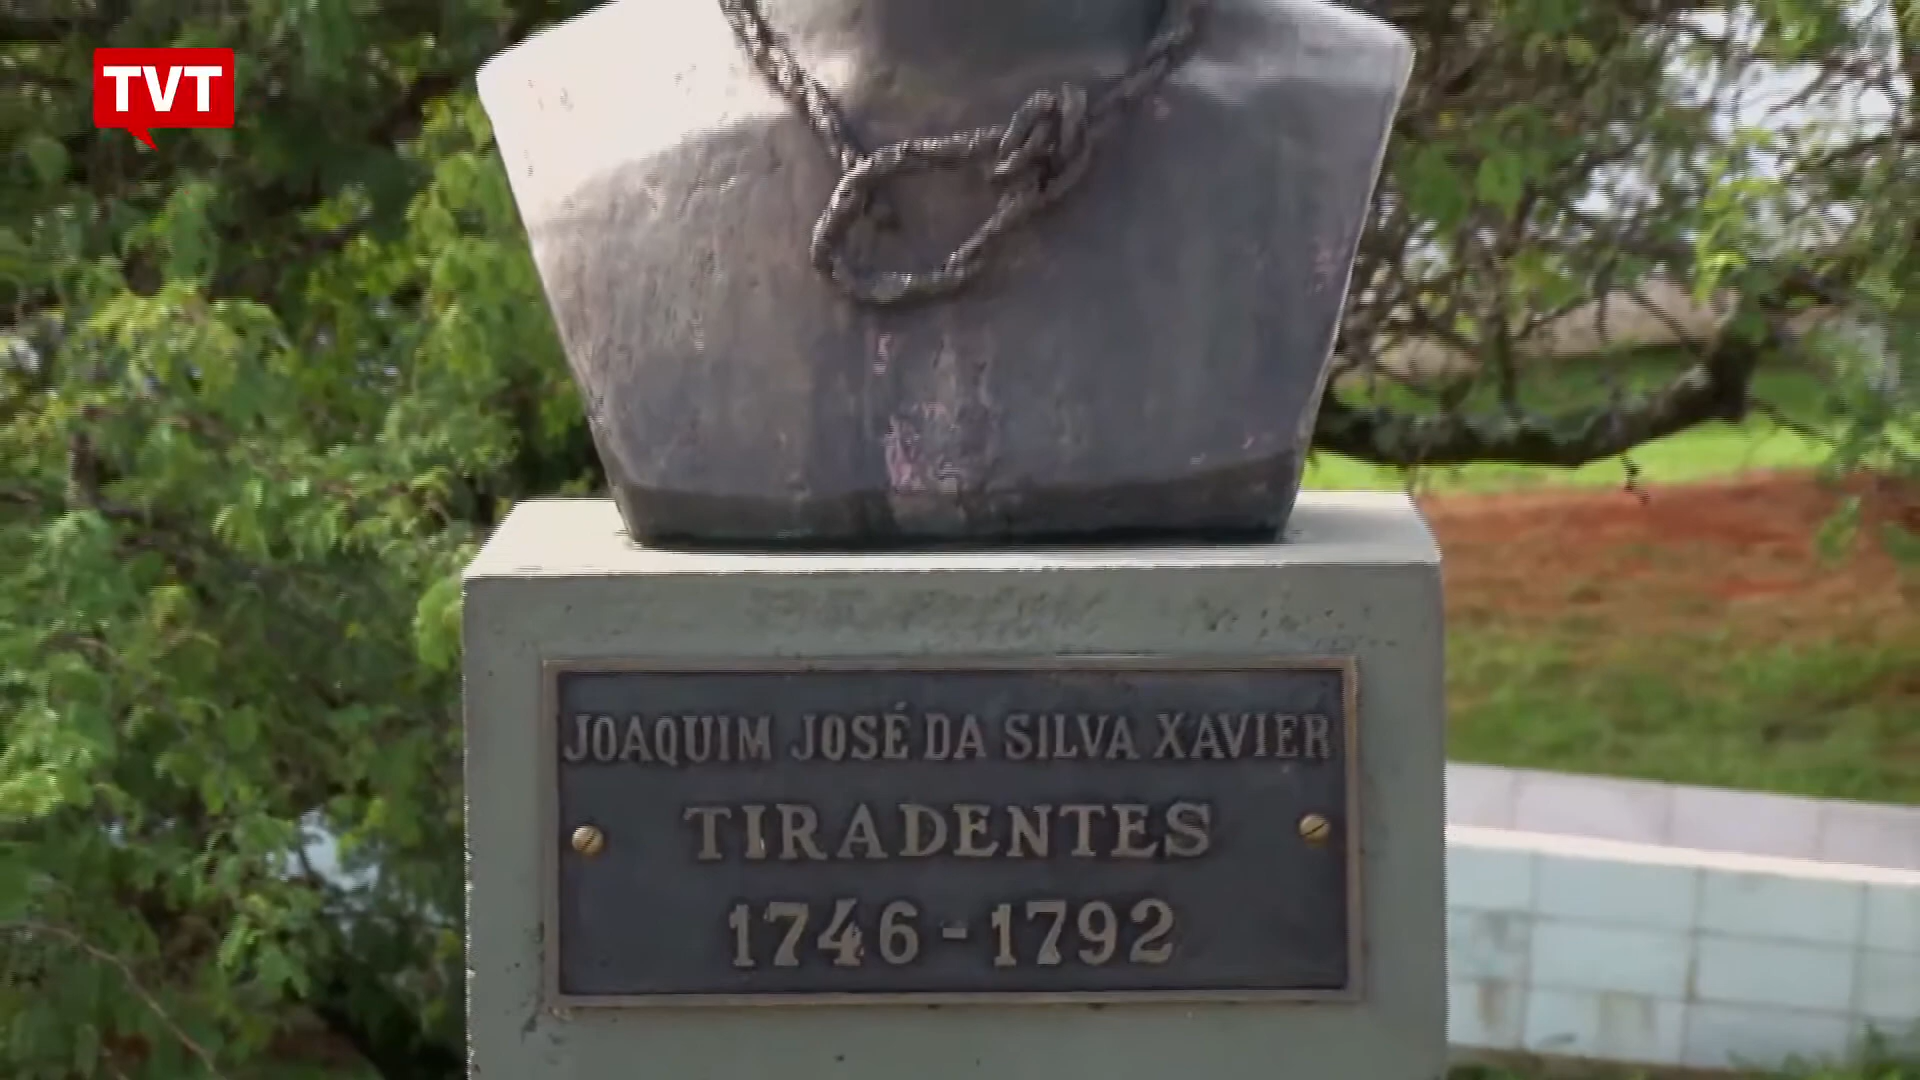 TVT
JOAQUIM JOSÉ DA SILVA XAVIER
TIRADENTES
1746-1792